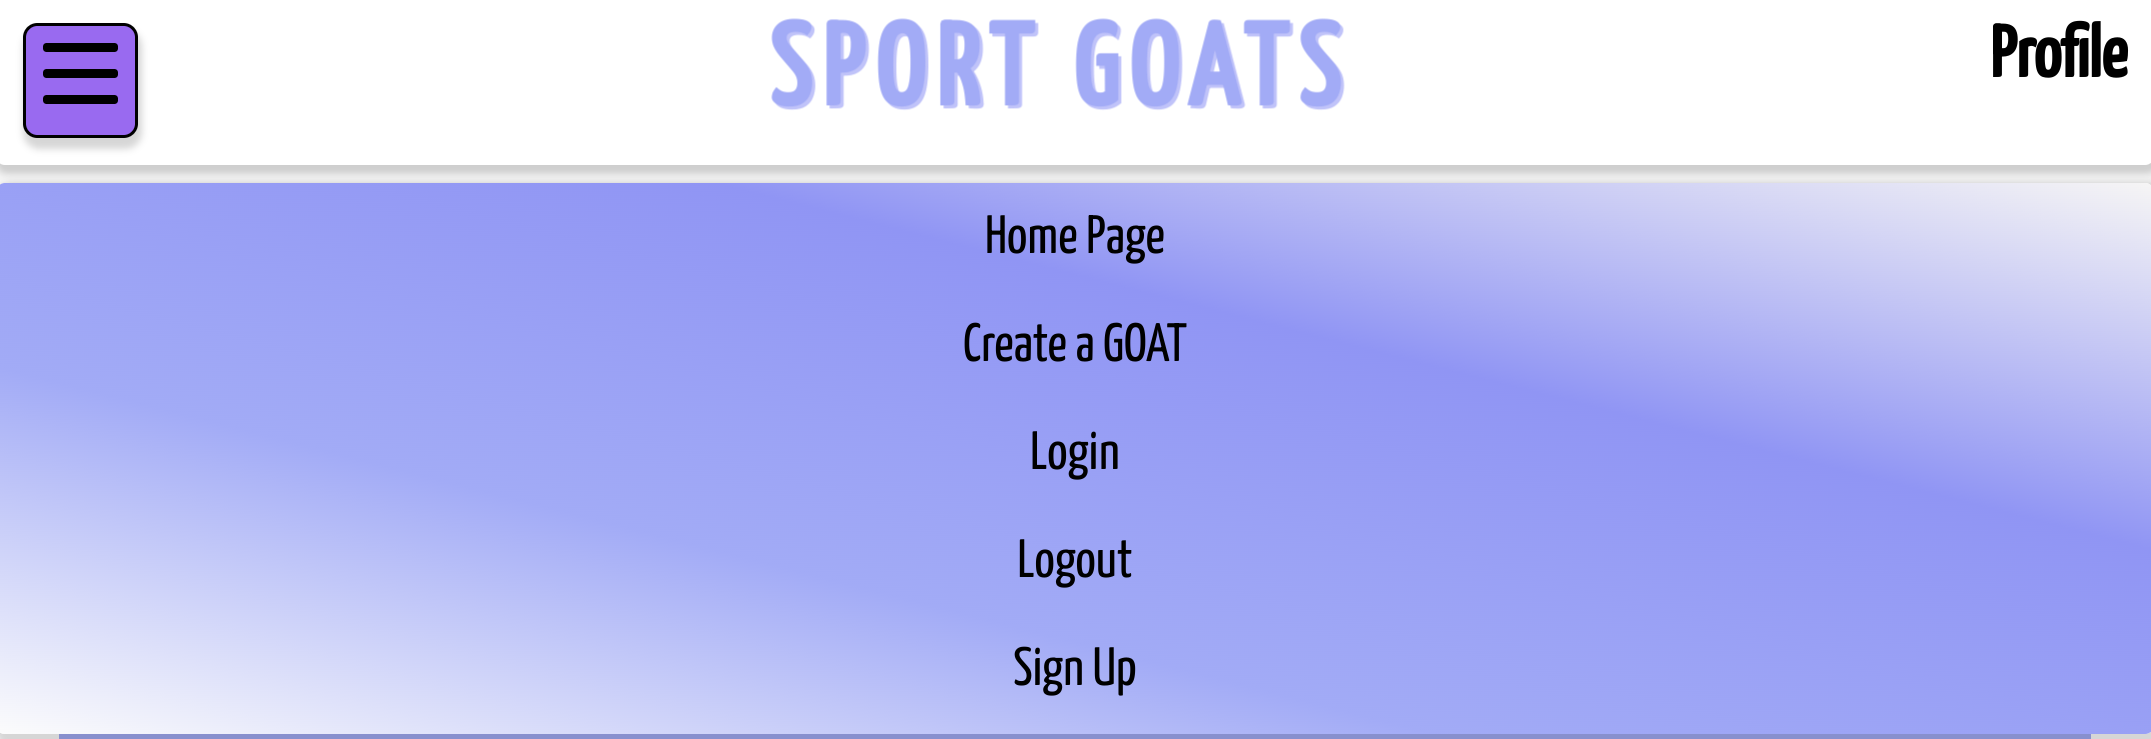 SPORT GOATS
Profile
Home Page
Create a GOAT
Login
Logout
Sign Up